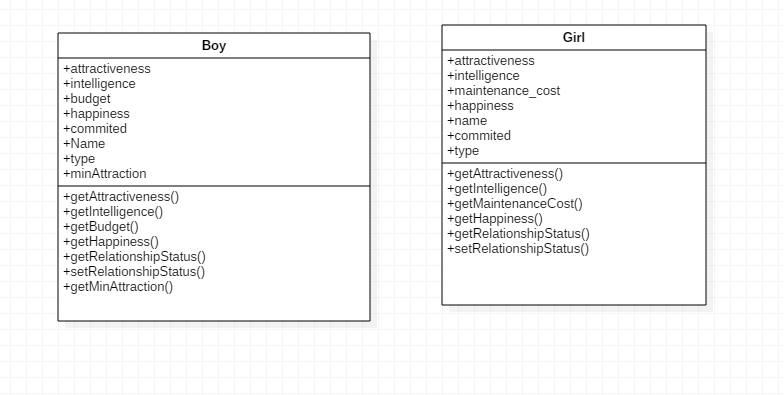 Boy
+attractiveness
+intelligence
+budget
+happiness
+commited
+Name
+type
+minAttraction
+getAttractiveness()
+getIntelligence()
+getBudget()
+getHappiness()
+getRelationshipStatus()
+setRelationshipStatus()
+getMinAttraction()
Girl
+attractiveness
+intelligence
+maintenance_cost
+happiness
+name
+commited
+type
+getAttractiveness()
+getIntelligence()
+getMaintenanceCost()
+getHappiness()
+getRelationshipStatus()
+setRelationshipStatus()